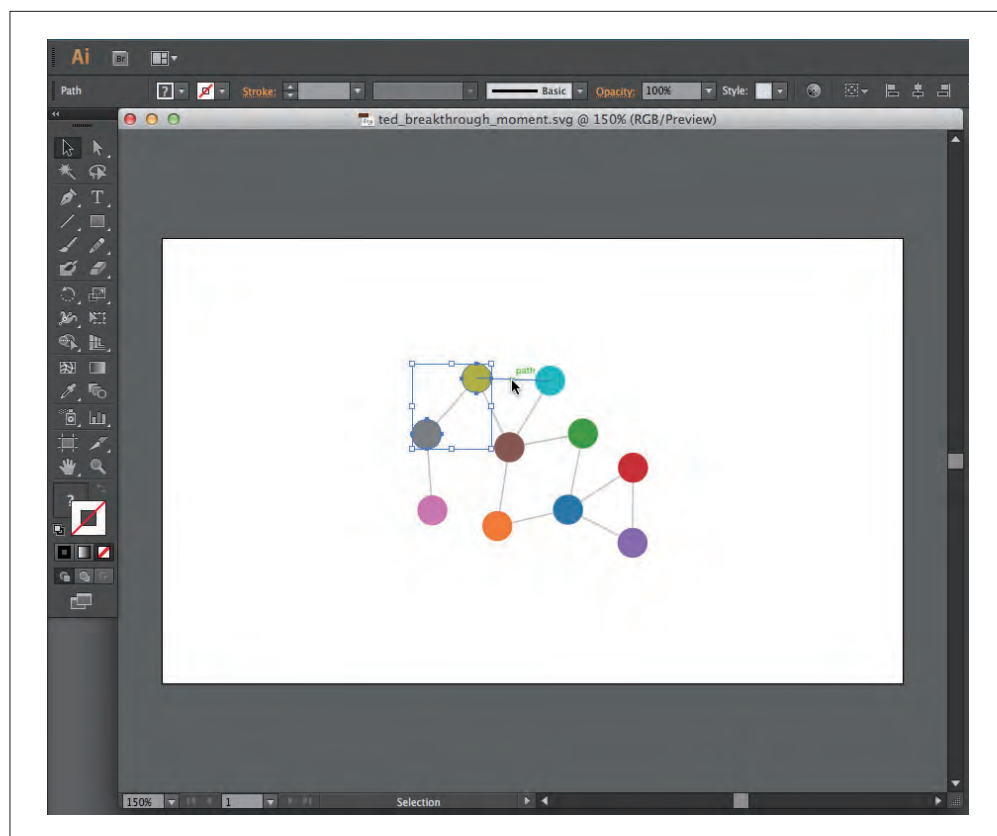 Ai Br
Path ? Stroke: Basic Opacity: 100% Style:
ted_breakthrough_moment.svg @ 150% (RGB/Preview)
T
path
?
150% 1 Selection